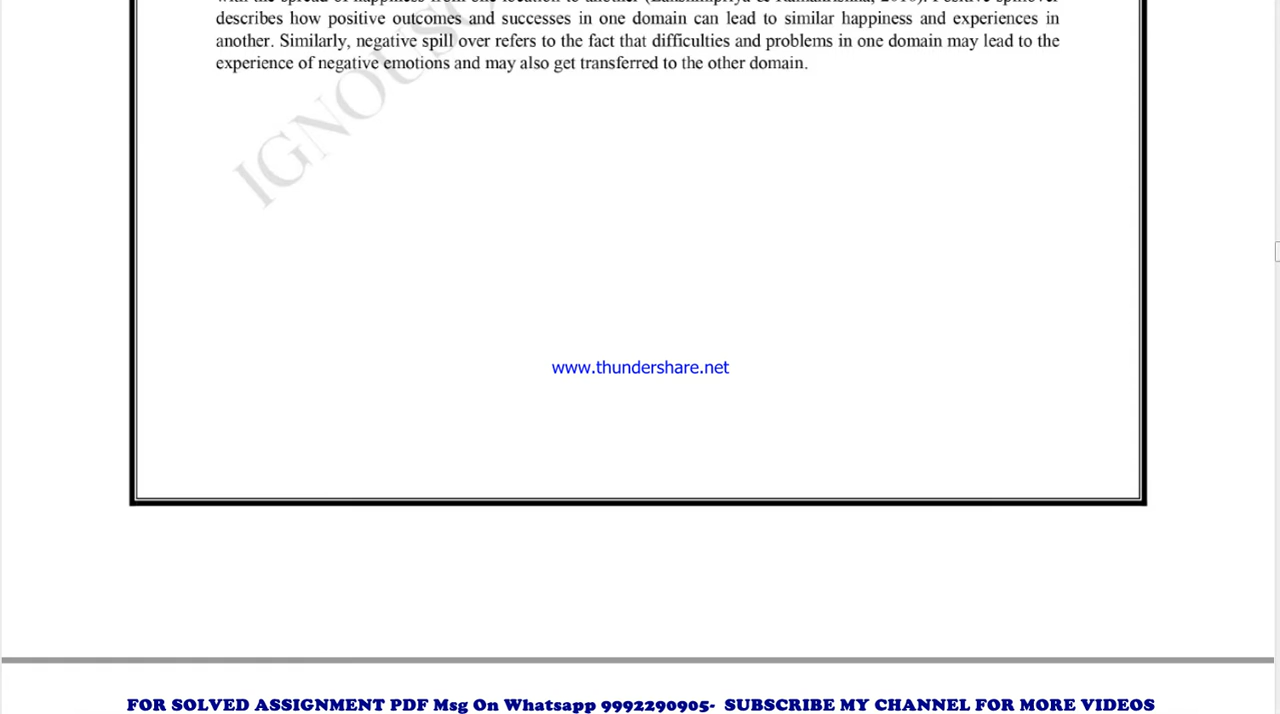 describes how positive outcomes and successes in one domain can lead to similar happiness and experiences in
another. Similarly, negative spill over refers to the fact that difficulties and problems in one domain may lead to the
experience of negative emotions and may also get transferred to the other domain.
IGNOUS
www.thundershare.net
FOR SOLVED ASSIGNMENT PDF Msg On Whatsapp 9992290905- SUBSCRIBE MY CHANNEL FOR MORE VIDEOS